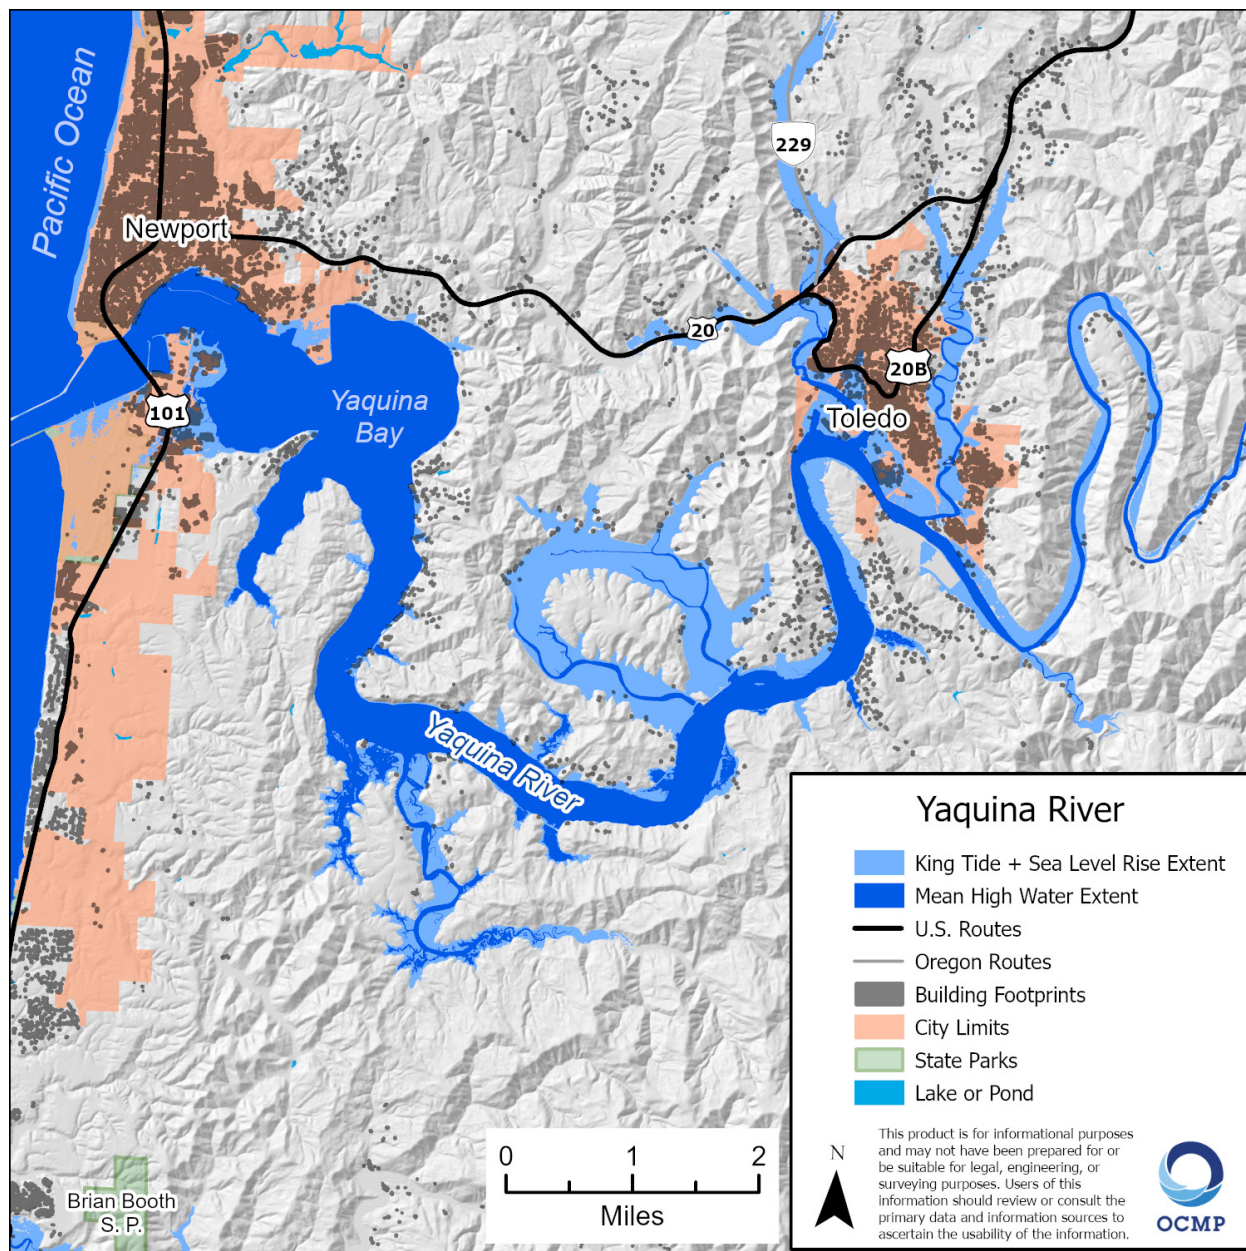 Pacific Ocean
229
Newport
20
20B
Yaquina
Bay
101
Toledo
Yaquina River
Yaquina River
King Tide + Sea Level Rise Extent
Mean High Water Extent
U.S. Routes
Oregon Routes
Building Footprints
City Limits
State Parks
Lake or Pond
Brian Booth
S. P.
0 1 2
Miles
N
This product is for informational purposes
and may not have been prepared for or
be suitable for legal, engineering, or
surveying purposes. Users of this
information should review or consult the
primary data and information sources to
ascertain the usability of the information.
OCMP